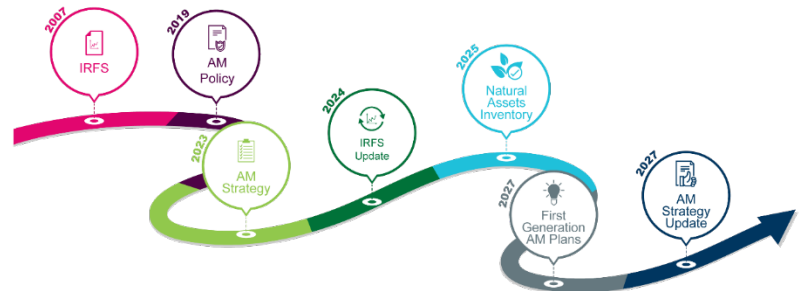 2007
IRFS
2019
AM
Policy
2023
AM
Strategy
2024
IRFS
Update
2025
Natural
Assets
Inventory
2027
First
Generation
AM Plans
2027
AM
Strategy
Update